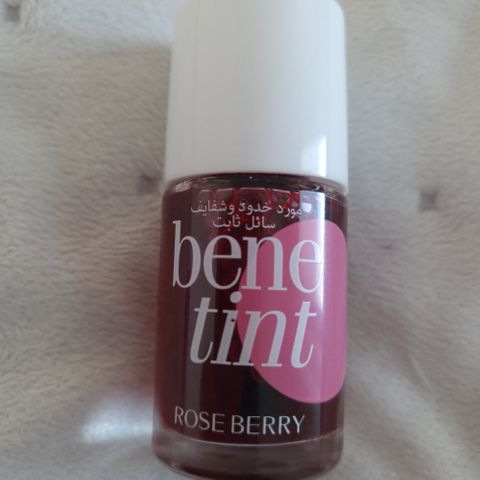 مورد خدود وشفايف
سائل ثابت
bene
tint
ROSE BERRY